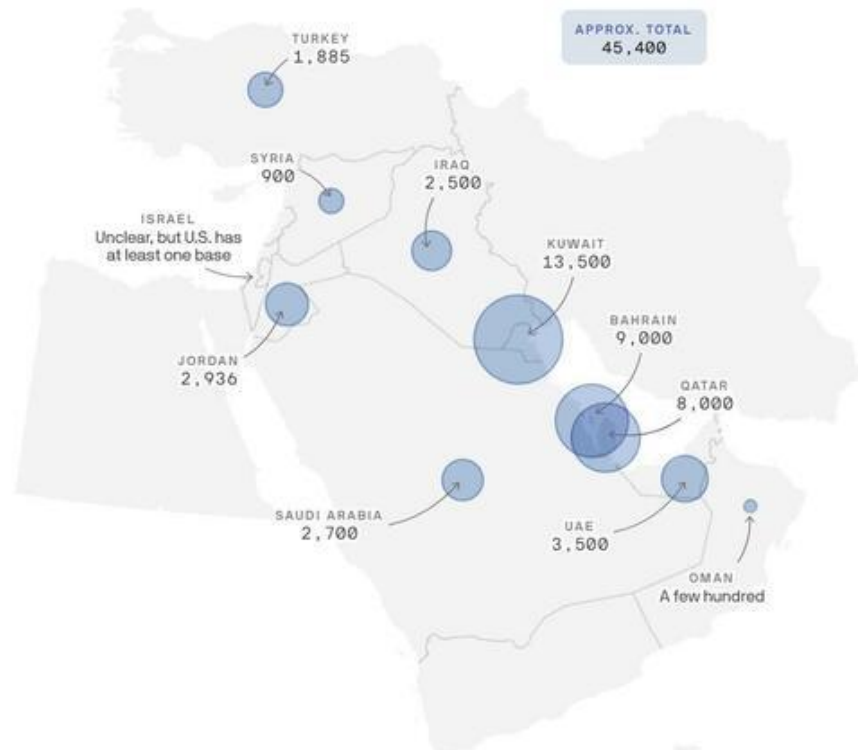 APPROX. TOTAL
45,400
TURKEY
1,885
SYRIA
900
IRAQ
2,500
ISRAEL
Unclear, but U.S. has
at least one base
KUWAIT
13,500
BAHRAIN
9,000
JORDAN
2,936
QATAR
8,000
SAUDI ARABIA
2,700
UAE
3,500
OMAN
A few hundred